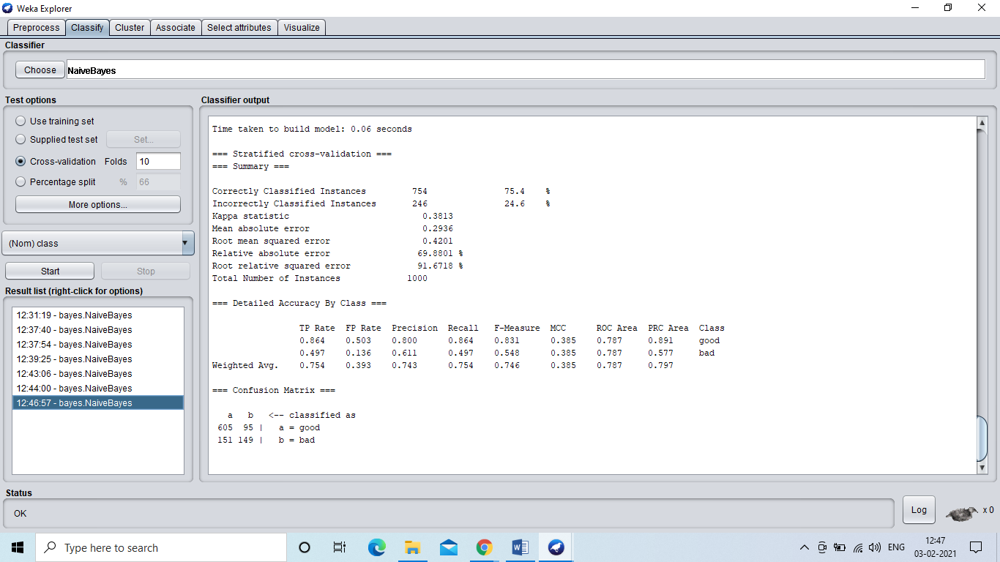 Weka Explorer
Preprocess Classify Cluster Associate Select attributes Visualize
Classifier
Choose NaiveBayes
Test options
Use training set
Supplied test set Set...
Cross-validation Folds 10
Percentage split % 66
More options...
(Nom) class
Start Stop
Result list (right-click for options)
12:31:19 - bayes.NaiveBayes
12:37:40 - bayes.NaiveBayes
12:37:54 - bayes.NaiveBayes
12:39:25 - bayes.NaiveBayes
12:43:06 - bayes.NaiveBayes
12:44:00 - bayes.NaiveBayes
12:46:57 - bayes.NaiveBayes
Classifier output
Time taken to build model: 0.06 seconds
=== Stratified cross-validation ===
=== Summary ===
Correctly Classified Instances 754 75.4 %
Incorrectly Classified Instances 246 24.6 %
Kappa statistic 0.3813
Mean absolute error 0.2936
Root mean squared error 0.4201
Relative absolute error 69.8801 %
Root relative squared error 91.6718 %
Total Number of Instances 1000
=== Detailed Accuracy By Class ===
TP Rate FP Rate Precision Recall F-Measure MCC ROC Area PRC Area Class
0.864 0.503 0.800 0.864 0.831 0.385 0.787 0.891 good
0.497 0.136 0.611 0.497 0.548 0.385 0.787 0.577 bad
Weighted Avg. 0.754 0.393 0.743 0.754 0.746 0.385 0.787 0.797
=== Confusion Matrix ===
a b <-- classified as
605 95 | a = good
151 149 | b = bad
Status
OK
Log x 0
Type here to search
ENG
12:47
03-02-2021